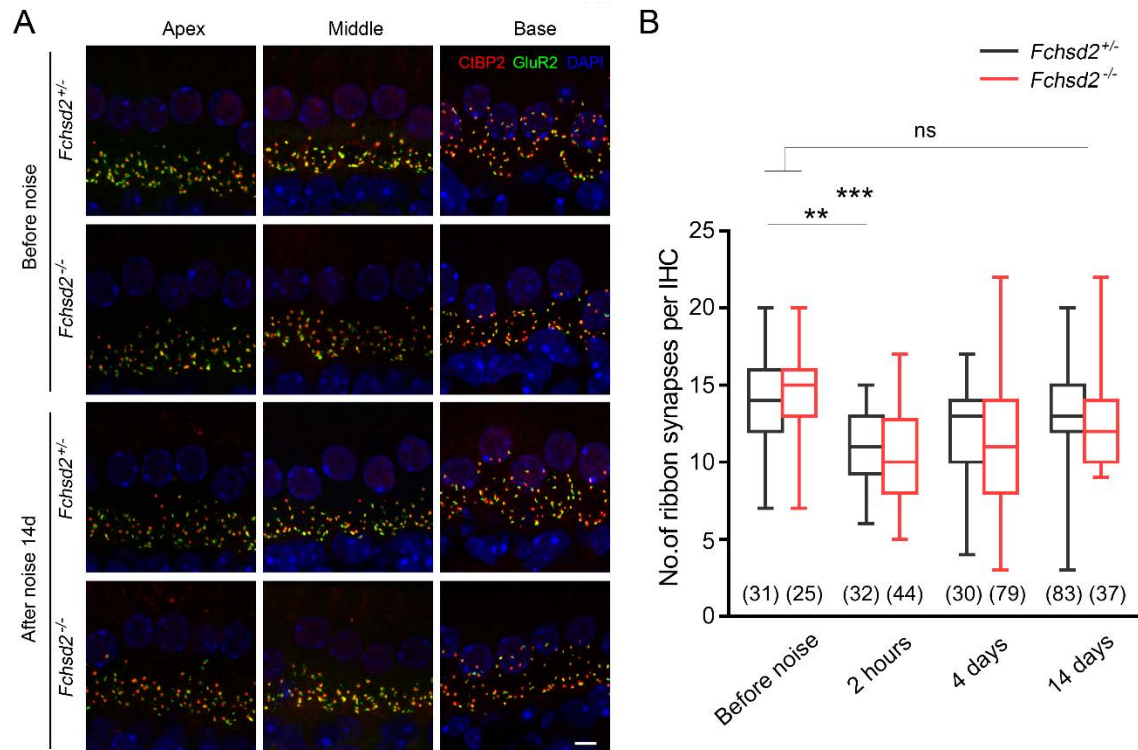 A
Apex
Middle
Base
CtBP2 GluR2 DAPI
Before noise
Fchsd2+/-
Fchsd2-/-
After noise 14d
Fchsd2+/-
Fchsd2-/-
B
Fchsd2+/-
Fchsd2-/-
ns
***
**
No.of ribbon synapses per IHC
25
20
15
10
5
0
(31) (25) (32) (44) (30) (79) (83) (37)
Before noise
2 hours
4 days
14 days